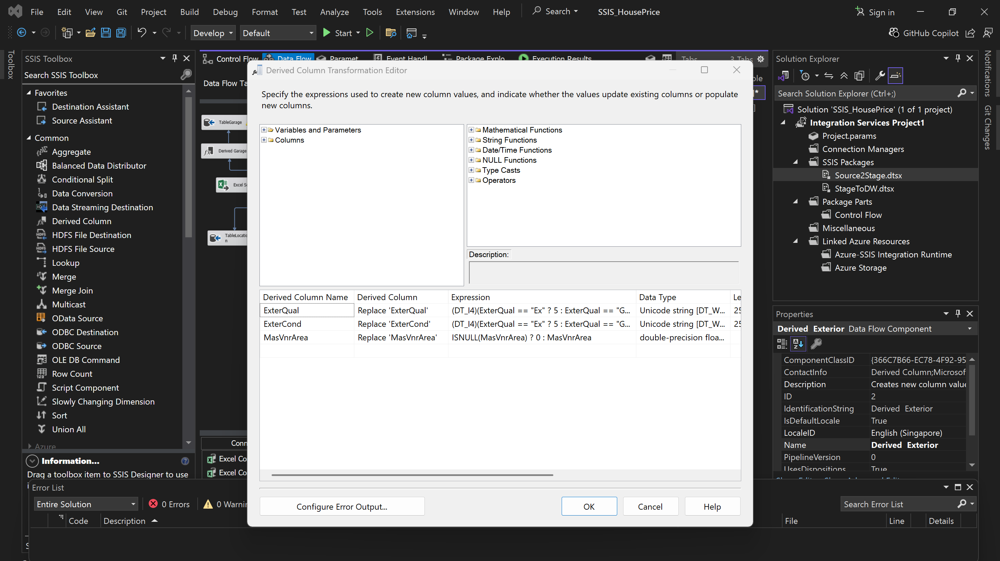 File Edit View Git Project Build Debug Format Test Analyze Tools Extensions Window Help Search SSIS_HousePrice Sign in
Develop Default Start GitHub Copilot
Toolbox
SSIS Toolbox
Search SSIS Toolbox
Favorites
Destination Assistant
Source Assistant
Common
Aggregate
Balanced Data Distributor
Conditional Split
Data Conversion
Data Streaming Destination
Derived Column
HDFS File Destination
HDFS File Source
Lookup
Merge
Merge Join
Multicast
OData Source
ODBC Destination
ODBC Source
OLE DB Command
Row Count
Script Component
Slowly Changing Dimension
Sort
Union All
Azure
Information...
Drag a toolbox item to SSIS Designer to use
Control Flow Data Flow Paramet Event Handl Package Explo Execution Results Tabs 3 Tabs
Data Flow Ta
TableGarage
Derived Garage
Excel So
TableLocatio
n
Conn
Excel Co
Excel Co
Derived Column Transformation Editor
Specify the expressions used to create new column values, and indicate whether the values update existing columns or populate
new columns.
Variables and Parameters
Columns
Mathematical Functions
String Functions
Date/Time Functions
NULL Functions
Type Casts
Operators
Description:
Derived Column Name Derived Column Expression Data Type Le
ExterQual Replace 'ExterQual' (DT_I4)(ExterQual == "Ex" ? 5 : ExterQual == "G... Unicode string [DT_W... 25
ExterCond Replace 'ExterCond' (DT_I4)(ExterQual == "Ex" ? 5 : ExterQual == "G... Unicode string [DT_W... 25
MasVnrArea Replace 'MasVnrArea' ISNULL(MasVnrArea) ? 0 : MasVnrArea double-precision floa...
Configure Error Output... OK Cancel Help
Solution Explorer
Search Solution Explorer (Ctrl+;)
Solution 'SSIS_HousePrice' (1 of 1 project)
Integration Services Project1
Project.params
Connection Managers
SSIS Packages
Source2Stage.dtsx
StageToDW.dtsx
Package Parts
Control Flow
Miscellaneous
Linked Azure Resources
Azure-SSIS Integration Runtime
Azure Storage
Properties
Derived Exterior Data Flow Component
ComponentClassID {366C7B66-EC78-4F92-95
ContactInfo Derived Column;Microsof
Description Creates new column value
ID 2
IdentificationString Derived Exterior
IsDefaultLocale True
LocaleID English (Singapore)
Name Derived Exterior
PipelineVersion 0
UsesDispositions True
Notifications
Git Changes
Error List
Entire Solution 0 Errors 0 Warnin Search Error List
Code Description File Line Details